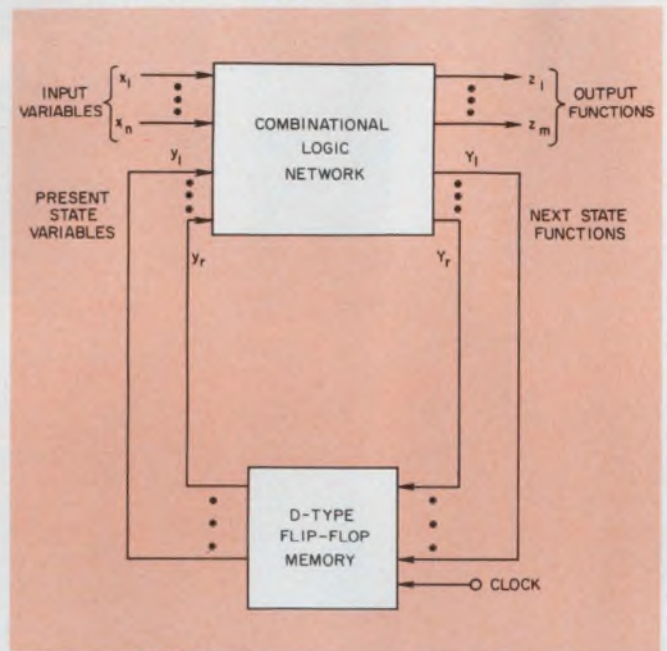 INPUT
VARIABLES
x₁
xₙ
y₁
PRESENT
STATE
VARIABLES
yᵣ
COMBINATIONAL
LOGIC
NETWORK
z₁
zₘ
OUTPUT
FUNCTIONS
Y₁
NEXT STATE
FUNCTIONS
Yᵣ
D-TYPE
FLIP-FLOP
MEMORY
CLOCK